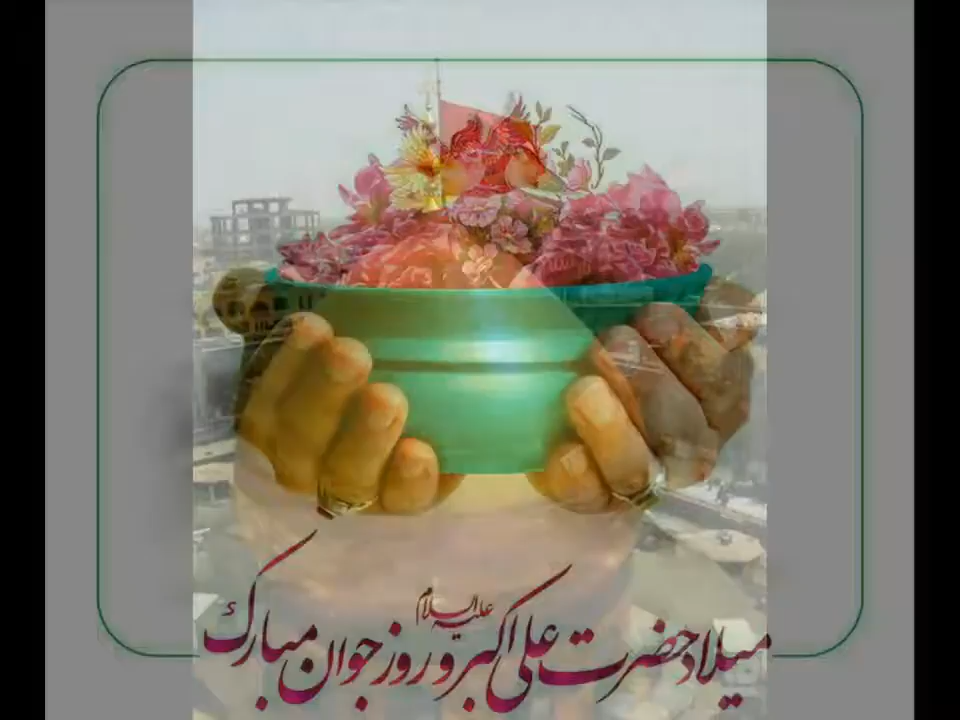 میلاد حضرت علی اکبر علیه السلام و روز جوان مبارک